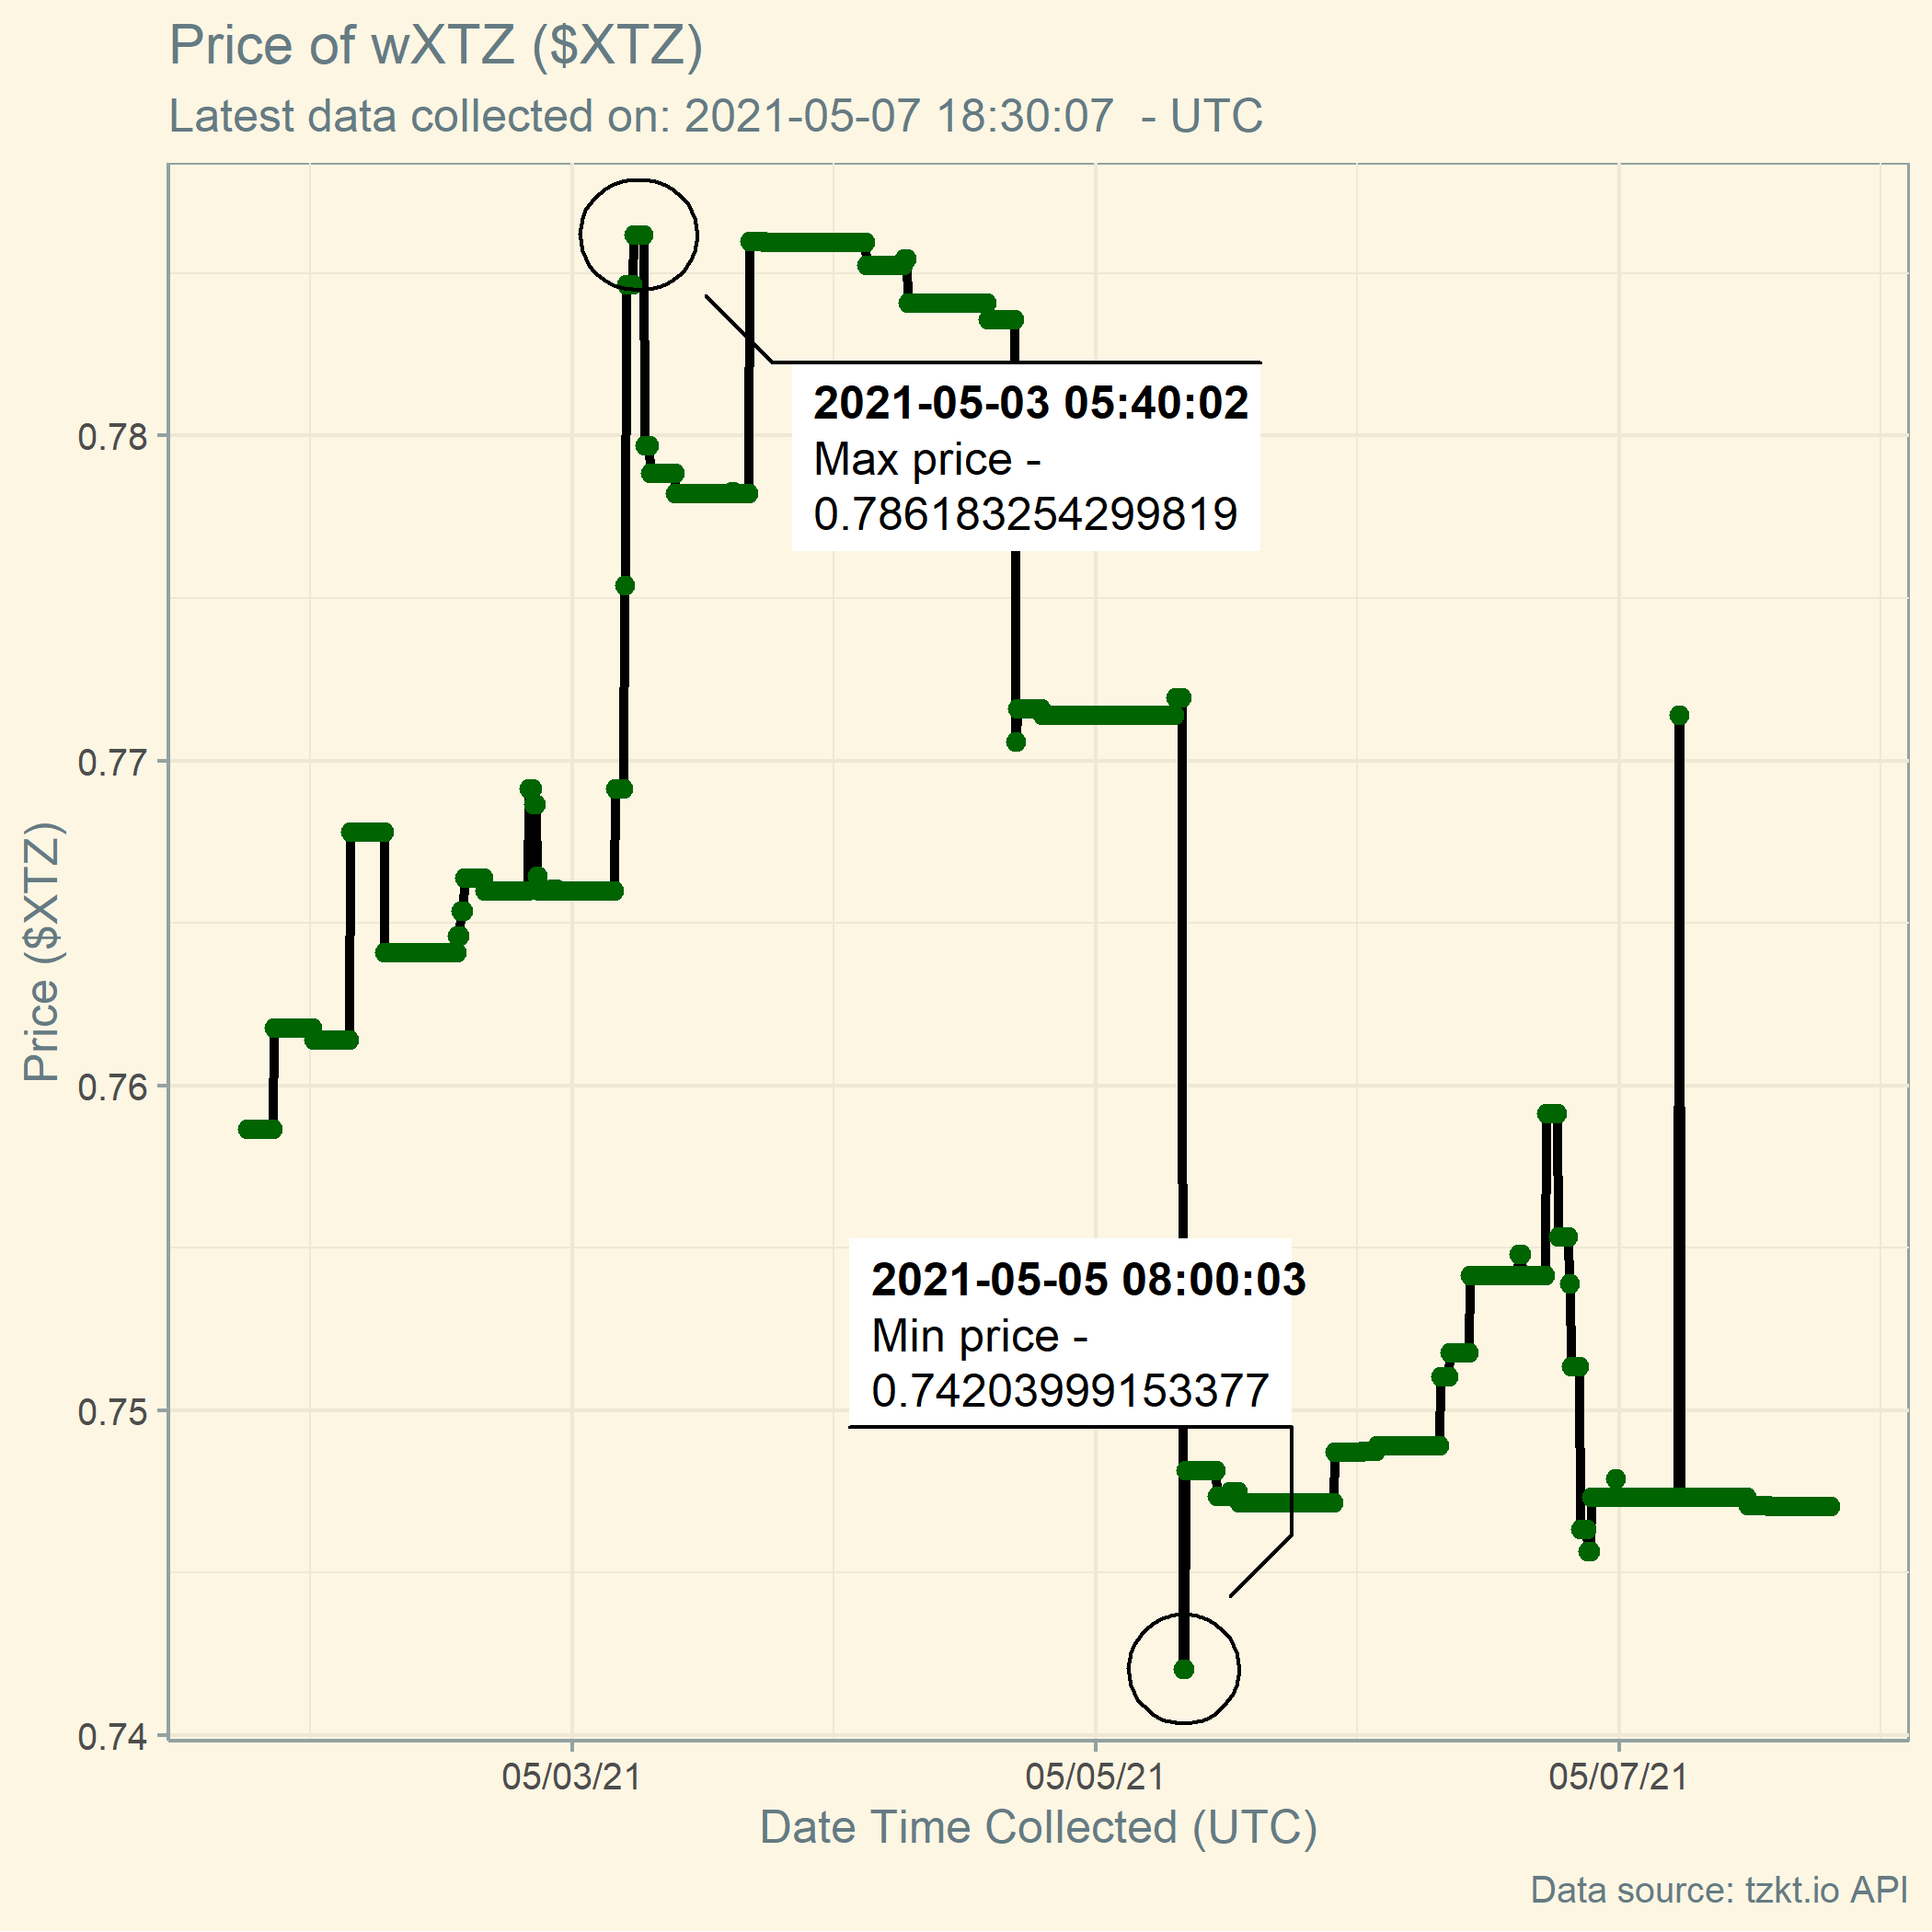 Price of wXTZ ($XTZ)
Latest data collected on: 2021-05-07 18:30:07  - UTC
2021-05-03 05:40:02
Max price -
0.786183254299819
2021-05-05 08:00:03
Min price -
0.74203999153377
Price ($XTZ)
0.78
0.77
0.76
0.75
0.74
05/03/21
05/05/21
05/07/21
Date Time Collected (UTC)
Data source: tzkt.io API